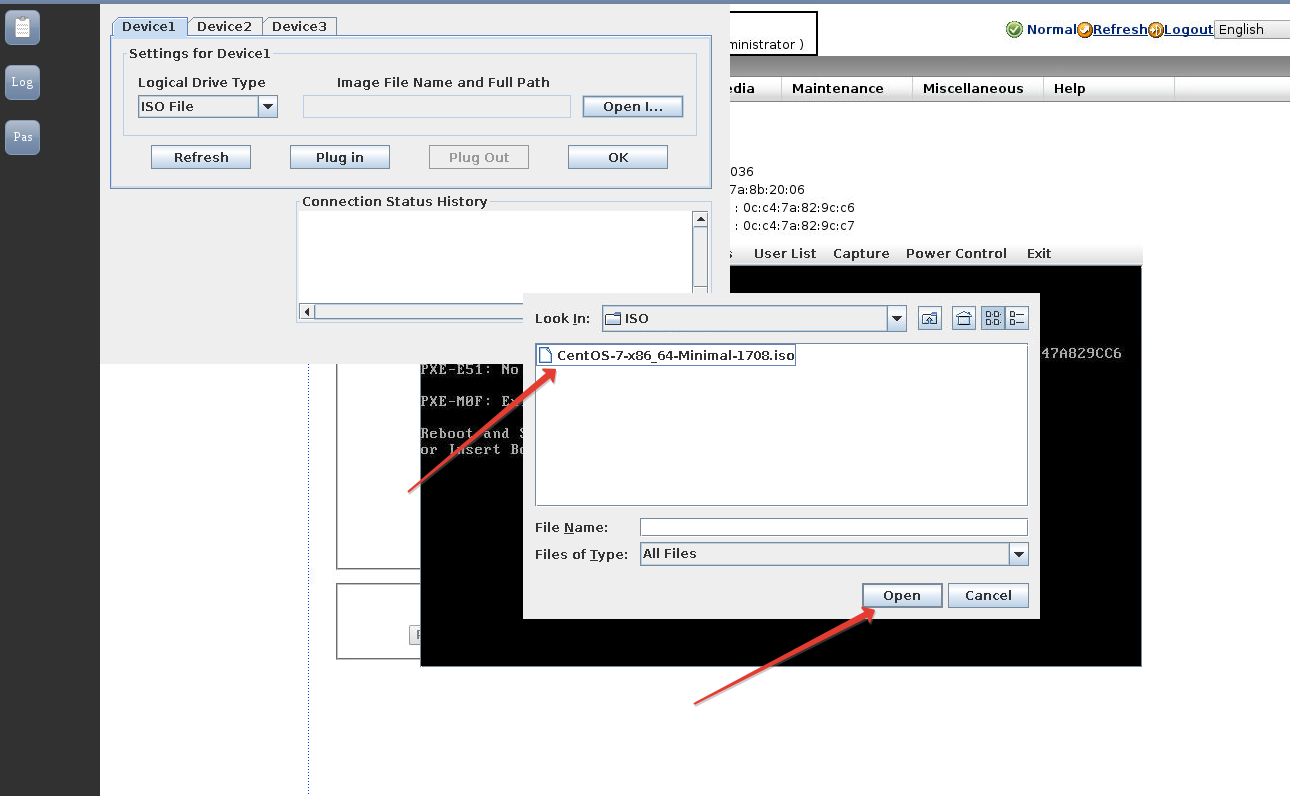 Log
Pas
Device1 Device2 Device3
Settings for Device1
Logical Drive Type Image File Name and Full Path
ISO File Open I...
Refresh Plug in Plug Out OK
Connection Status History
ministrator )
Normal Refresh Logout English
edia Maintenance Miscellaneous Help
036
7a:8b:20:06
: 0c:c4:7a:82:9c:c6
: 0c:c4:7a:82:9c:c7
s User List Capture Power Control Exit
Look In: ISO
CentOS-7-x86_64-Minimal-1708.iso
47A829CC6
PXE-E51: No
PXE-M0F: Ex
Reboot and S
or Insert Bo
File Name:
Files of Type: All Files
Open Cancel